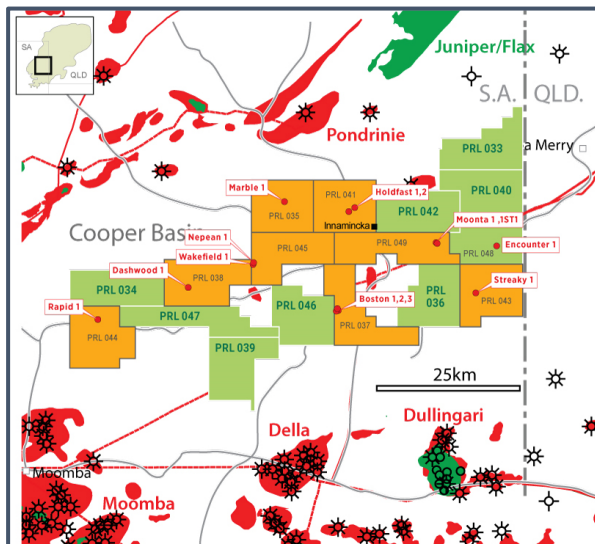 SA
QLD
Juniper/Flax
S.A.
QLD.
Pondrinie
PRL 033
a Merry
Marble 1
PRL 041
Holdfast 1,2
PRL 040
PRL 035
PRL 042
Innamincka
Moonta 1 ,1ST1
Cooper Basin
Nepean 1
PRL 045
PRL 049
PRL 048
Encounter 1
Wakefield 1
Dashwood 1
PRL 038
Streaky 1
PRL 034
PRL 036
PRL 043
Rapid 1
PRL 047
PRL 046
Boston 1,2,3
PRL 037
PRL 044
PRL 039
25km
Della
Dullingari
Moomba
Moomba